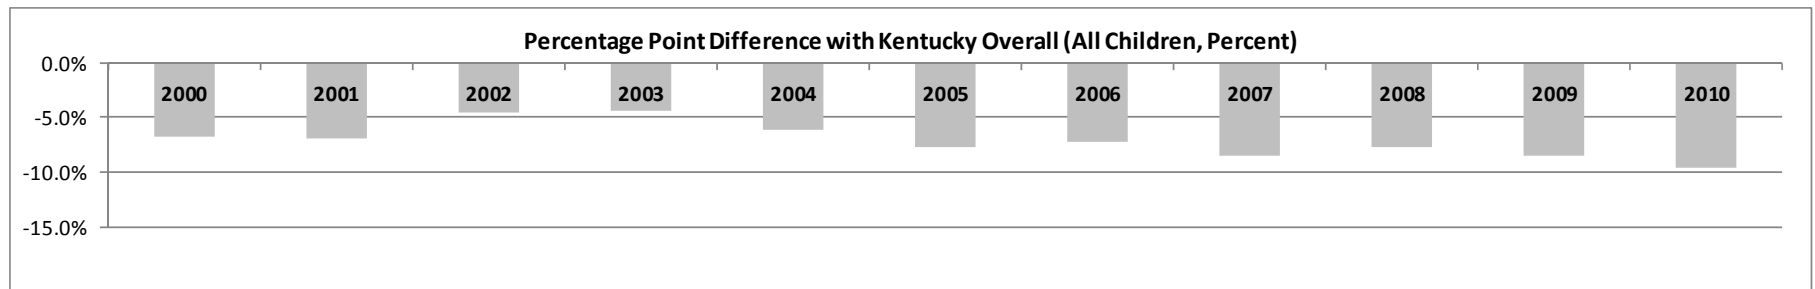 Percentage Point Difference with Kentucky Overall (All Children, Percent)
0.0%
2000 2001 2002 2003 2004 2005 2006 2007 2008 2009 2010
-5.0%
-10.0%
-15.0%